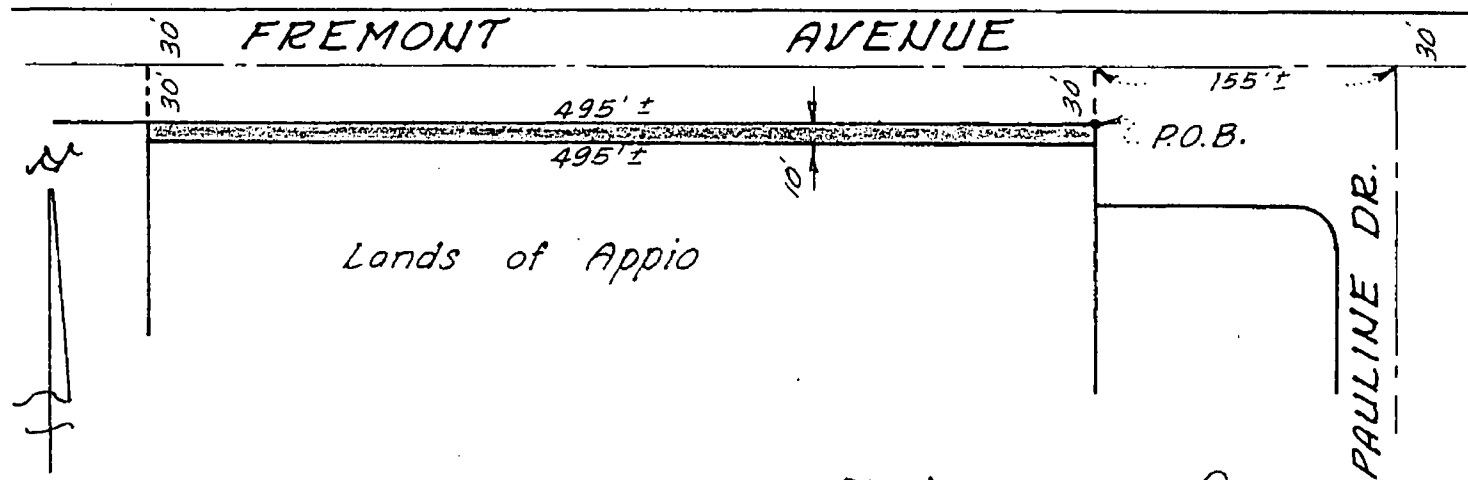 30' FREMONT AVENUE 30'
30' 495' ± 30' 155' ±
495' ± 10' P.O.B.
Lands of Appio
PAULINE DR.